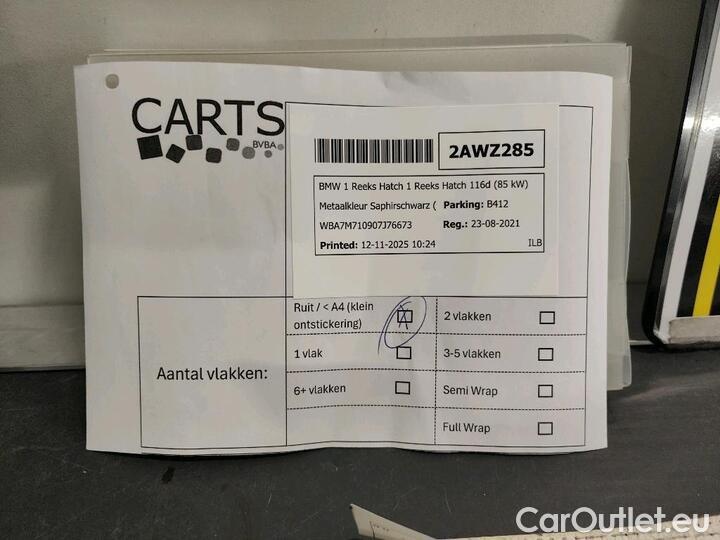 CARTS
BVBA
2AWZ285
BMW 1 Reeks Hatch 1 Reeks Hatch 116d (85 kW)
Metaalkleur Saphirschwarz ( Parking: B412
WBA7M710907J76673 Reg.: 23-08-2021
Printed: 12-11-2025 10:24 ILB
Aantal vlakken:
Ruit / < A4 (klein ontstickering)
2 vlakken
1 vlak
3-5 vlakken
6+ vlakken
Semi Wrap
Full Wrap
CarOutlet.eu